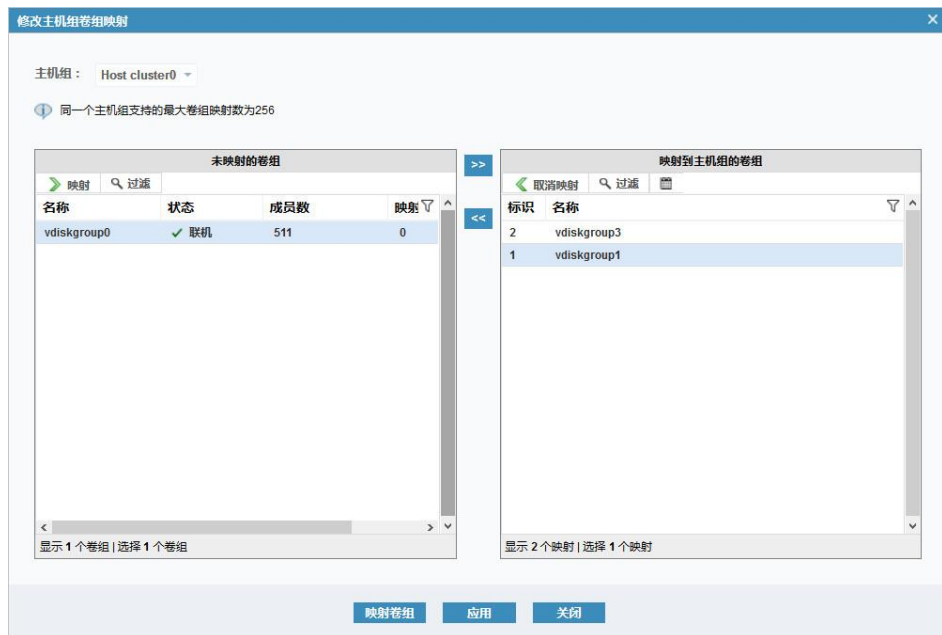 修改主机组卷组映射
主机组： Host cluster0
同一个主机组支持的最大卷组映射数为256
未映射的卷组
映射 过滤
名称 状态 成员数 映射
vdiskgroup0 联机 511 0
显示 1 个卷组 | 选择 1 个卷组
>>
<<
映射到主机组的卷组
取消映射 过滤
标识 名称
2 vdiskgroup3
1 vdiskgroup1
显示 2 个映射 | 选择 1 个映射
映射卷组 应用 关闭